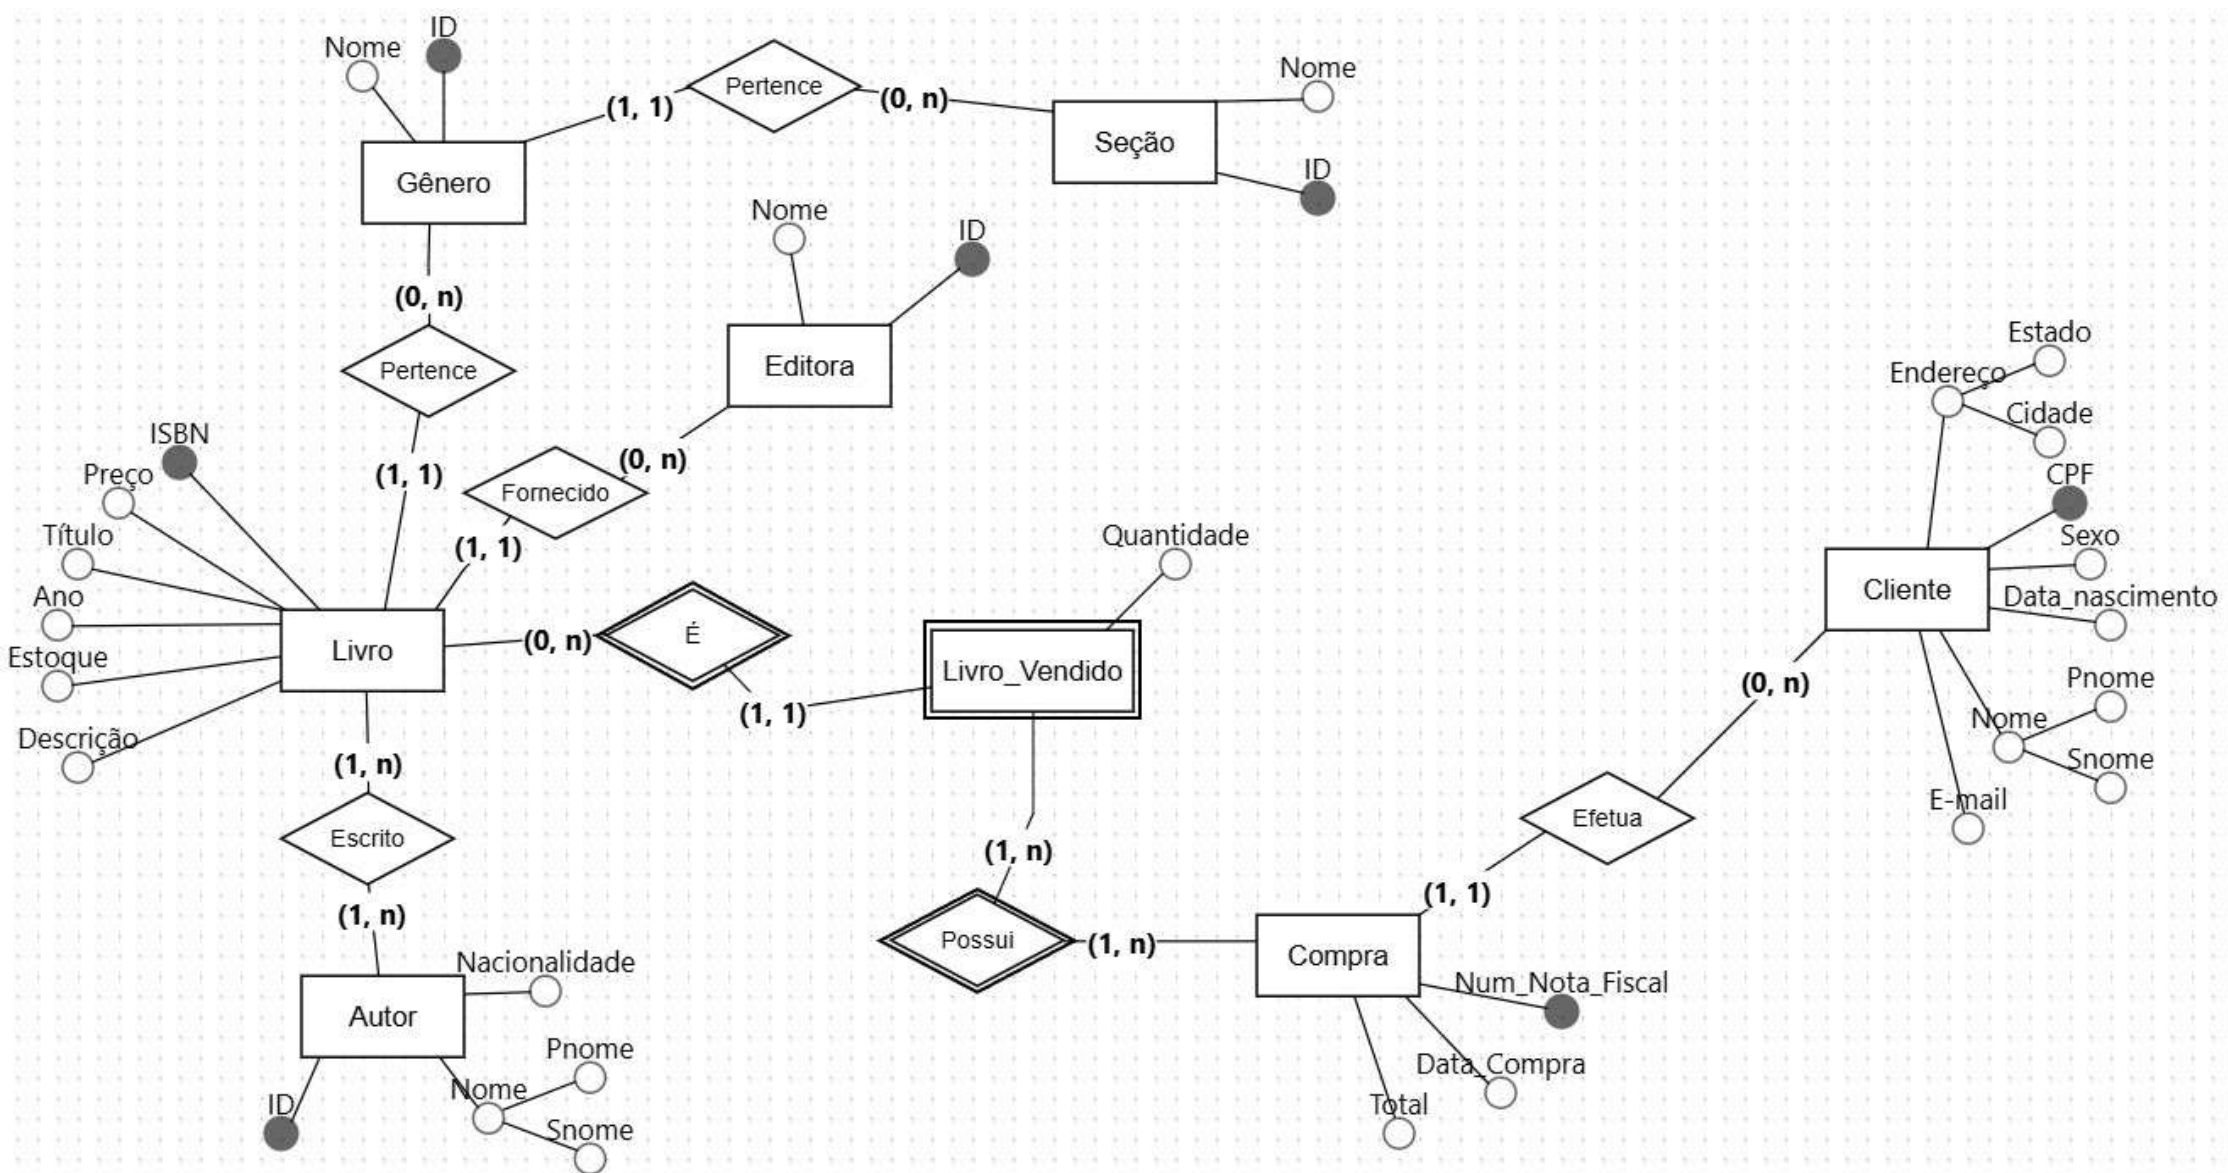 ID
Nome
Pertence
Nome
(1, 1)
(0, n)
Seção
Gênero
ID
Nome
ID
(0, n)
Estado
Editora
Pertence
Endereço
Cidade
ISBN
(0, n)
CPF
Preço
(1, 1)
Fornecido
Título
(1, 1)
Quantidade
Sexo
Ano
Cliente
Data_nascimento
Estoque
Livro
(0, n)
É
Livro_Vendido
(0, n)
Pnome
(1, 1)
Nome
Descrição
(1, n)
Snome
E-mail
Escrito
Efetua
(1, n)
(1, 1)
(1, n)
Possui
(1, n)
Compra
Nacionalidade
Num_Nota_Fiscal
Autor
Pnome
Data_Compra
Nome
ID
Total
Snome